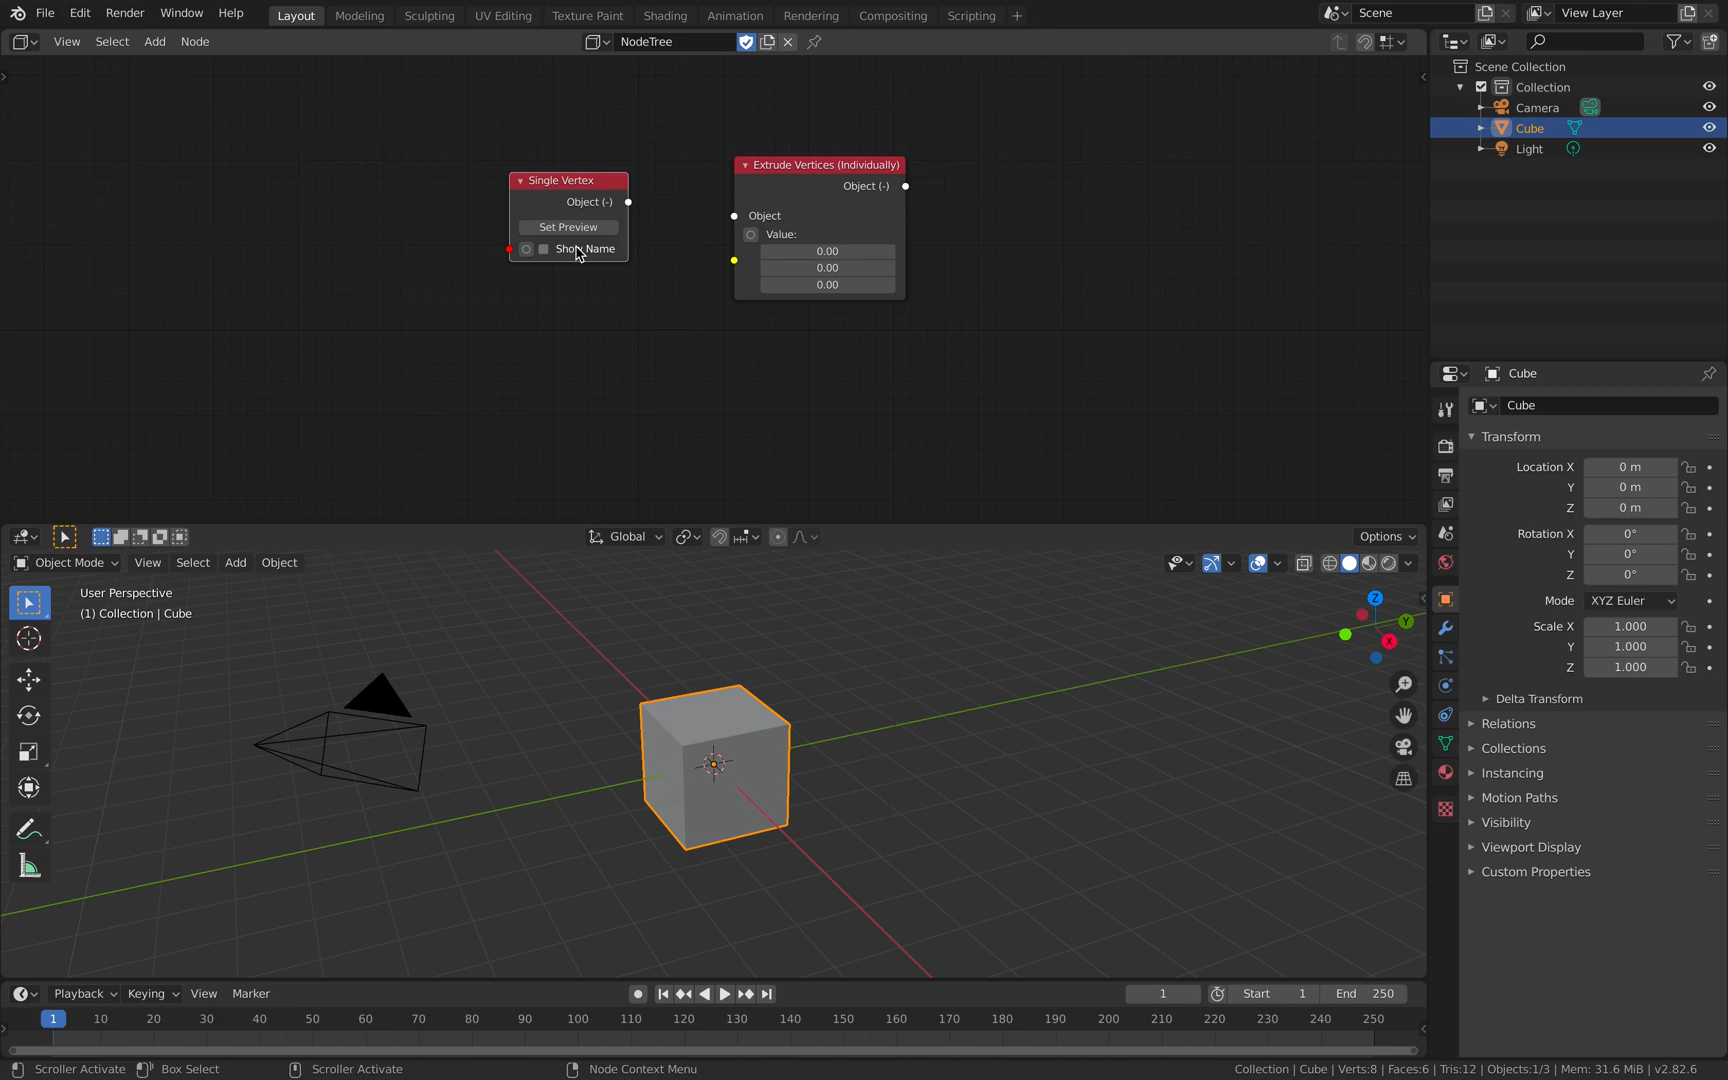 File Edit Render Window Help Layout Modeling Sculpting UV Editing Texture Paint Shading Animation Rendering Compositing Scripting + Scene View Layer
View Select Add Node NodeTree
Scene Collection
Collection
Camera
Cube
Light
Single Vertex
Object (-)
Set Preview
Show Name
Extrude Vertices (Individually)
Object (-)
Object
Value:
0.00
0.00
0.00
Cube
Cube
Transform
Location X 0 m
Y 0 m
Z 0 m
Rotation X 0°
Y 0°
Z 0°
Mode XYZ Euler
Scale X 1.000
Y 1.000
Z 1.000
Delta Transform
Relations
Collections
Instancing
Motion Paths
Visibility
Viewport Display
Custom Properties
Global Options
Object Mode View Select Add Object
User Perspective
(1) Collection | Cube
Z
Y
X
Playback Keying View Marker 1 Start 1 End 250
1 10 20 30 40 50 60 70 80 90 100 110 120 130 140 150 160 170 180 190 200 210 220 230 240 250
Scroller Activate Box Select Scroller Activate Node Context Menu Collection | Cube | Verts:8 | Faces:6 | Tris:12 | Objects:1/3 | Mem: 31.6 MiB | v2.82.6